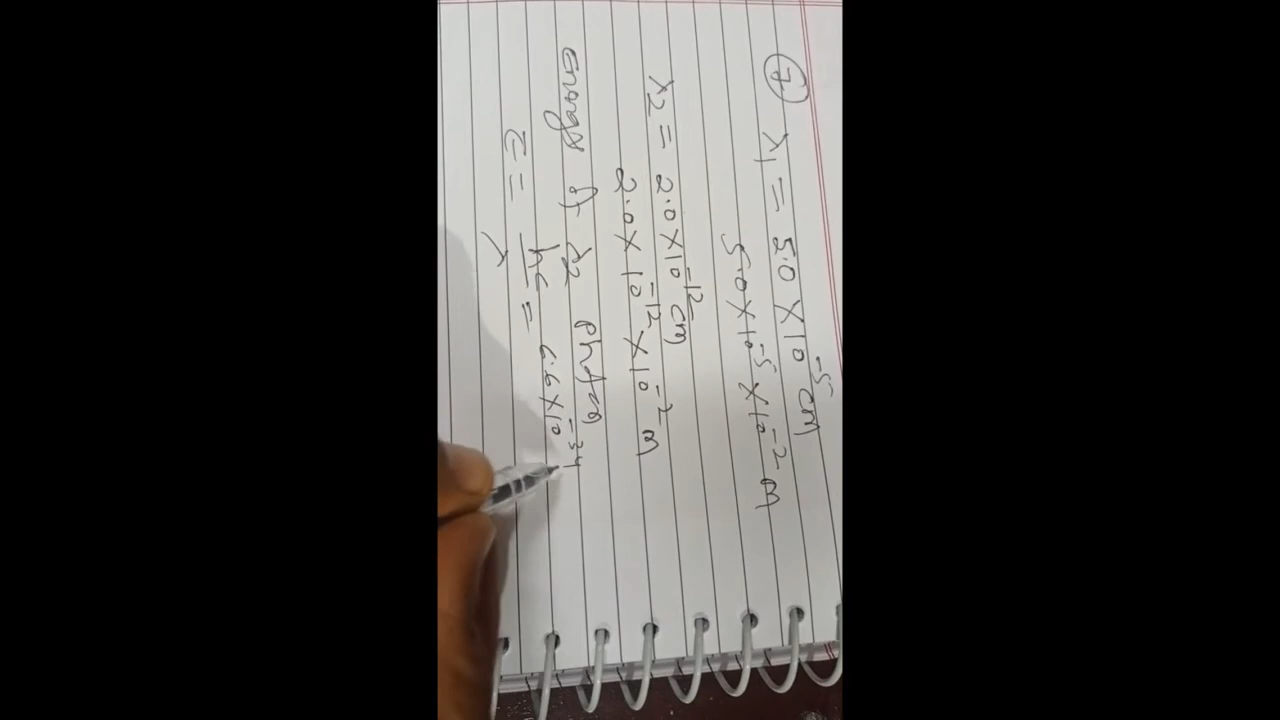 7 λ1 = 5.0 × 10^-5 cm
5.0 × 10^-5 × 10^-2 m
λ2 = 2.0 × 10^-12 cm
2.0 × 10^-12 × 10^-2 m
energy of photon
E = hc/λ = 6.6 × 10^-34